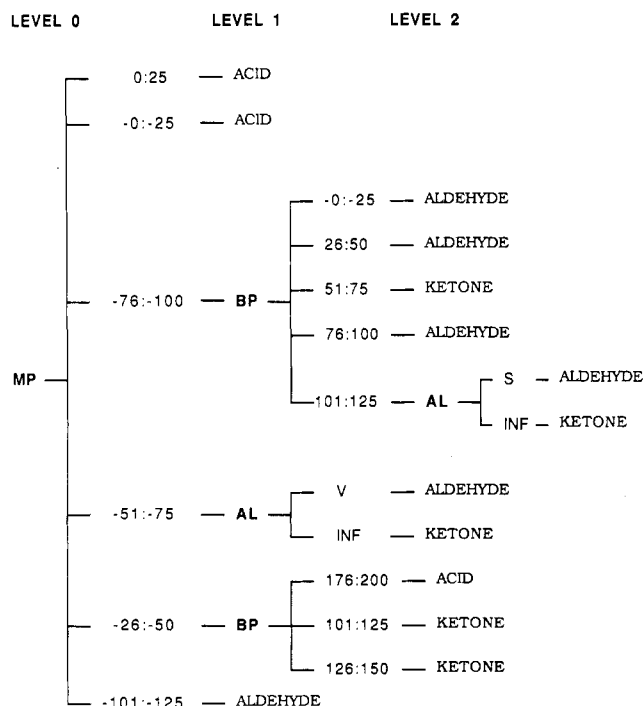 LEVEL 0 LEVEL 1 LEVEL 2
0:25 ACID
-0:-25 ACID
-0:-25 ALDEHYDE
26:50 ALDEHYDE
51:75 KETONE
-76:-100 BP
76:100 ALDEHYDE
MP
S ALDEHYDE
101:125 AL
INF KETONE
V ALDEHYDE
-51:-75 AL
INF KETONE
176:200 ACID
-26:-50 BP 101:125 KETONE
126:150 KETONE
-101:-125 ALDEHYDE